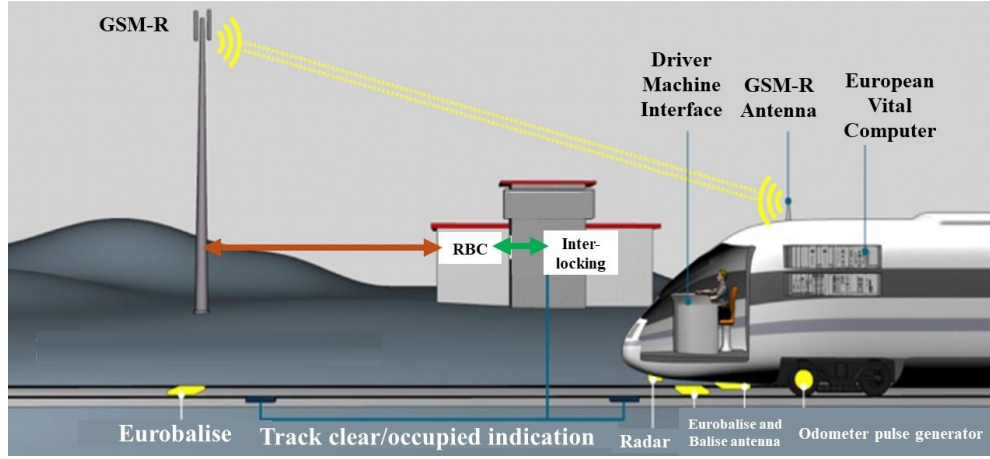 GSM-R
Driver
Machine
Interface
GSM-R
Antenna
European
Vital
Computer
RBC
Inter-
locking
Eurobalise
Track clear/occupied indication
Radar
Eurobalise and
Balise antenna
Odometer pulse generator